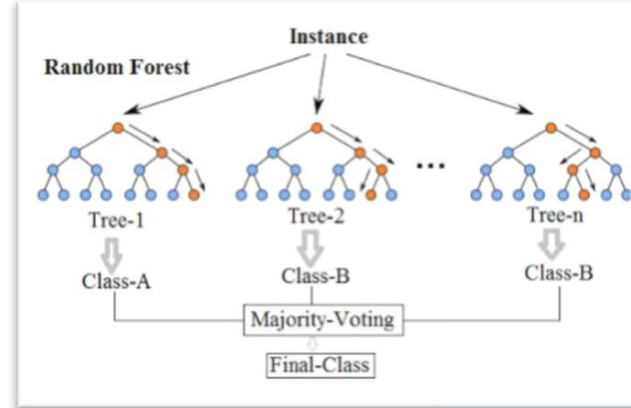 Instance
Random Forest
...
Tree-1
Tree-2
Tree-n
Class-A
Class-B
Class-B
Majority-Voting
Final-Class